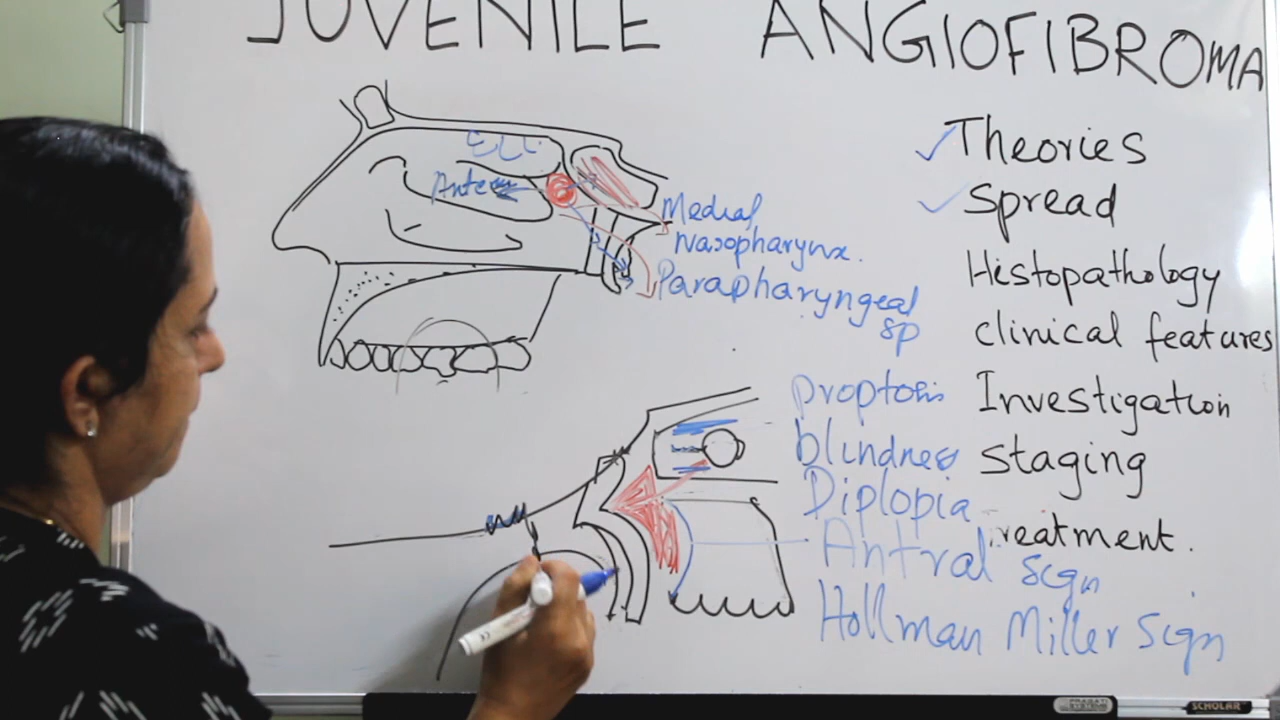 JUVENILE ANGIOFIBROMA
Theories
Spread
Histopathology
clinical features
Investigation
staging
reatment.
Medial
Nasopharynx.
Parapharyngeal
sp
proptosis
blindness
Diplopia
Antral sign
Hollman Miller Sign
SCHOLAR